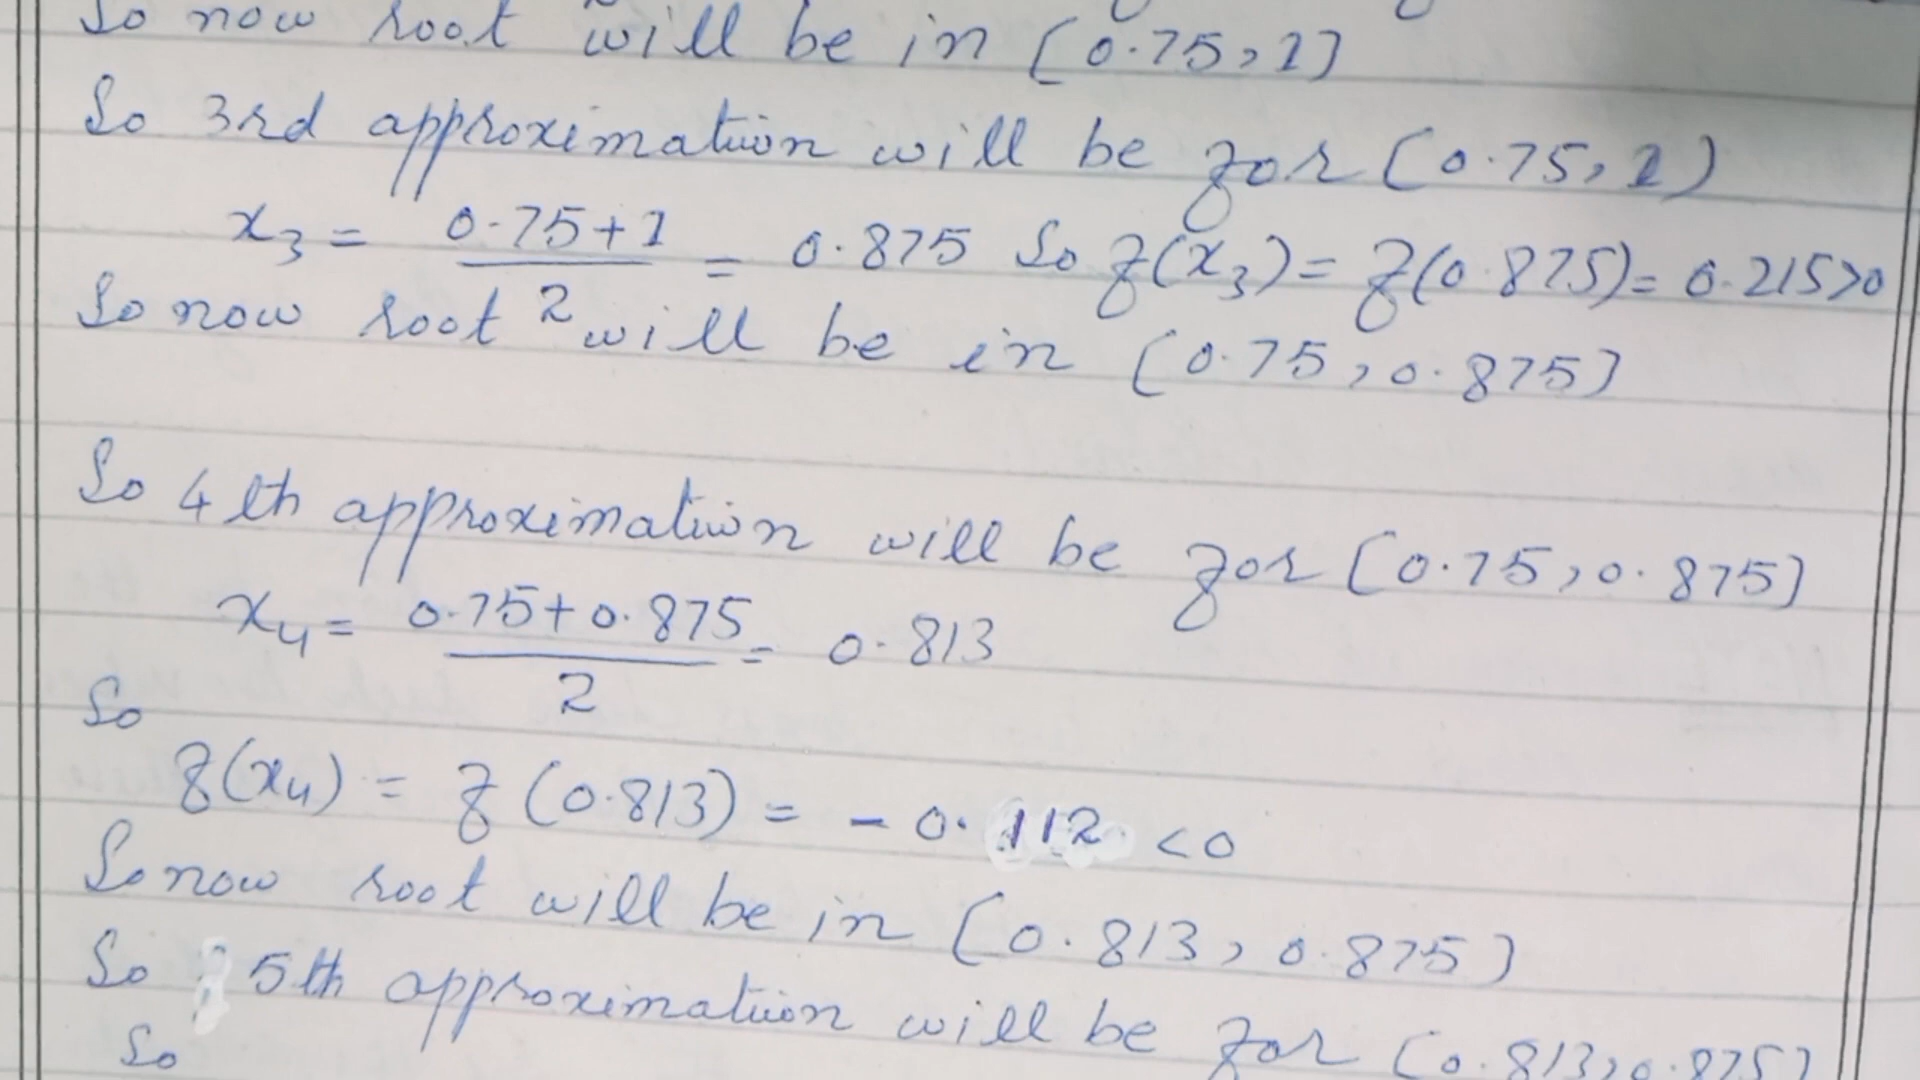 So now root will be in [0.75,1]
So 3rd approximation will be for [0.75,1)
x₃ = (0.75+1)/2 = 0.875 So f(x₃)= f(0.875)= 0.215>0
So now root will be in [0.75,0.875]
So 4th approximation will be for [0.75,0.875]
x₄ = (0.75+0.875)/2 = 0.813
So
f(x₄) = f(0.813) = -0.112 <0
So now root will be in [0.813,0.875)
So 5th approximation will be for [0.813,0.875]
So